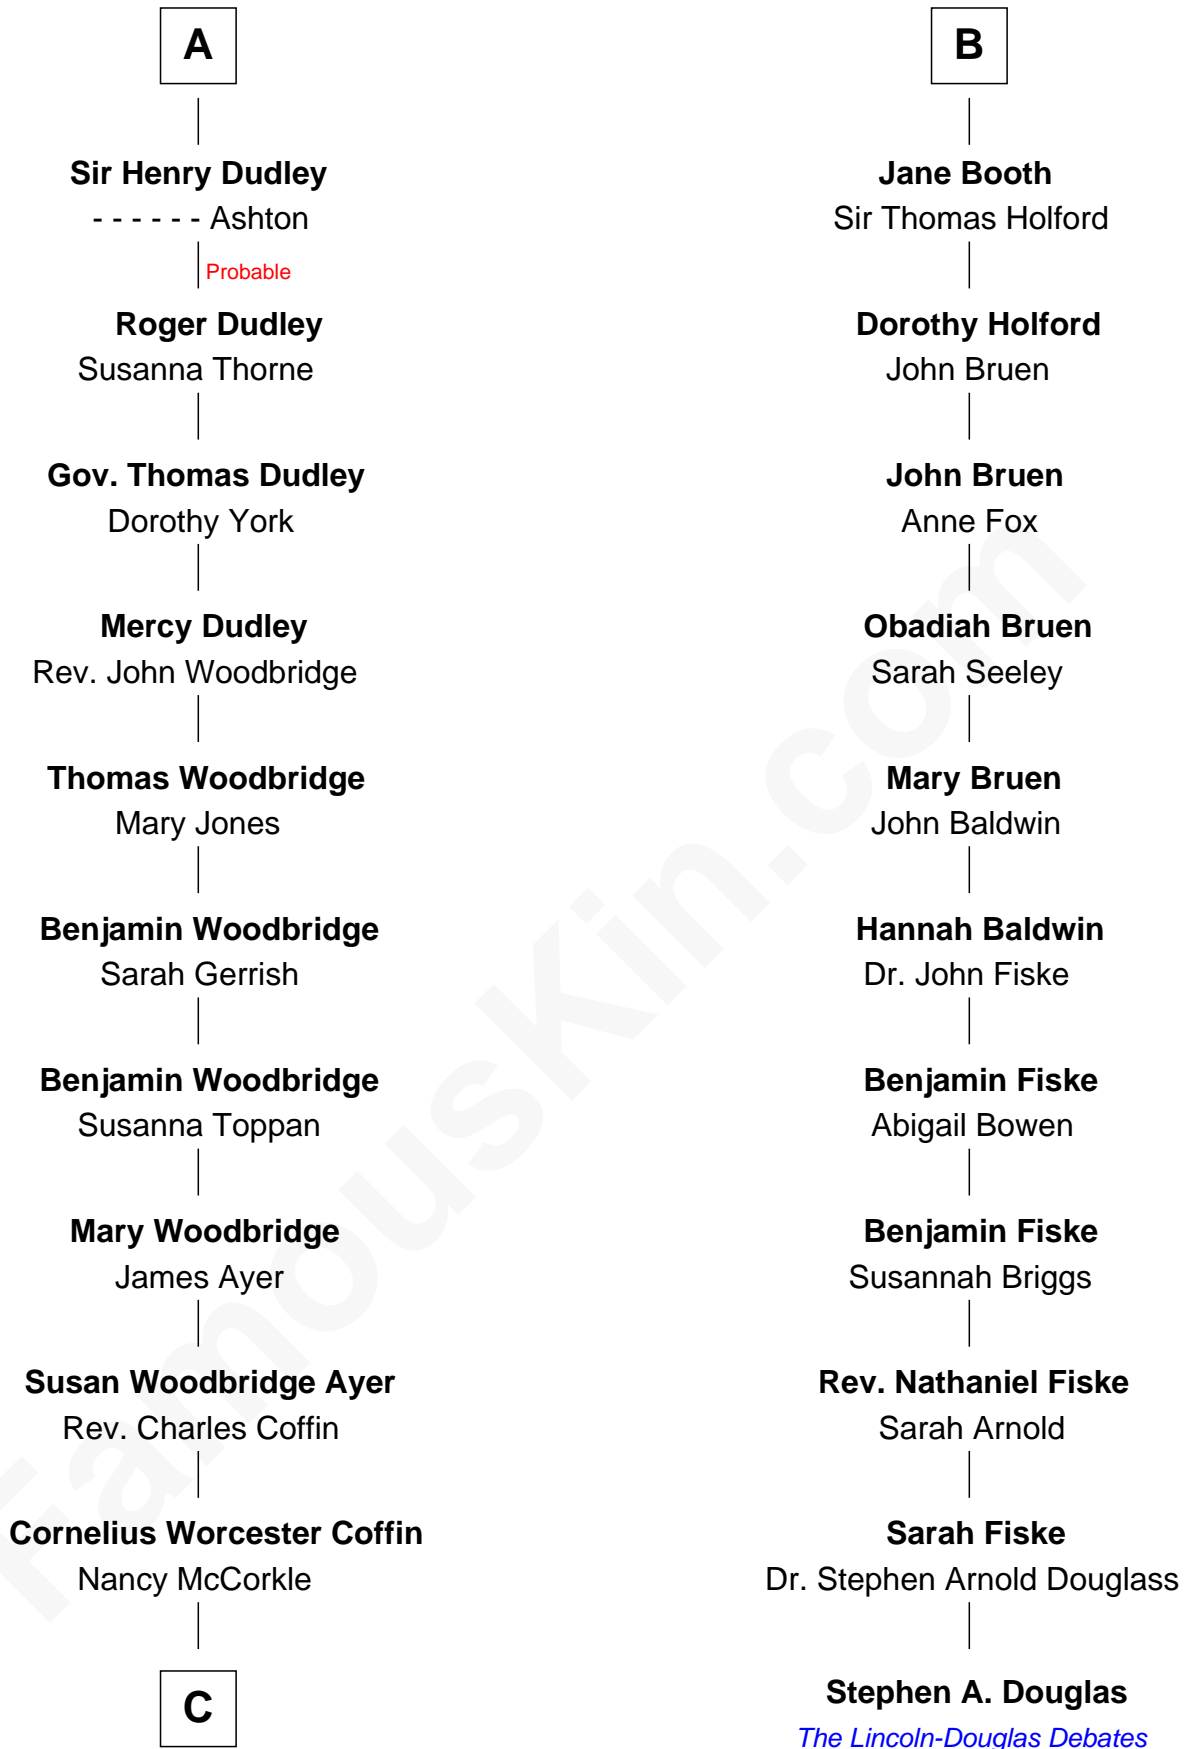 A
Sir Henry Dudley
- - - - - - Ashton
Probable
Roger Dudley
Susanna Thorne
Gov. Thomas Dudley
Dorothy York
Mercy Dudley
Rev. John Woodbridge
Thomas Woodbridge
Mary Jones
Benjamin Woodbridge
Sarah Gerrish
Benjamin Woodbridge
Susanna Toppan
Mary Woodbridge
James Ayer
Susan Woodbridge Ayer
Rev. Charles Coffin
Cornelius Worcester Coffin
Nancy McCorkle
C
B
Jane Booth
Sir Thomas Holford
Dorothy Holford
John Bruen
John Bruen
Anne Fox
Obadiah Bruen
Sarah Seeley
Mary Bruen
John Baldwin
Hannah Baldwin
Dr. John Fiske
Benjamin Fiske
Abigail Bowen
Benjamin Fiske
Susannah Briggs
Rev. Nathaniel Fiske
Sarah Arnold
Sarah Fiske
Dr. Stephen Arnold Douglass
Stephen A. Douglas
The Lincoln-Douglas Debates
FamousKin.com